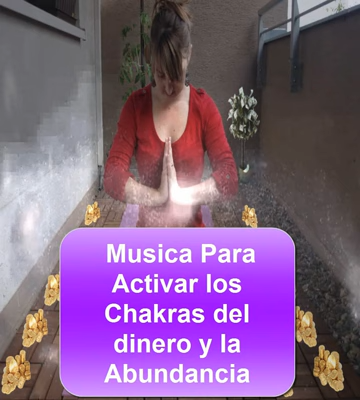 Musica Para
Activar los
Chakras del
dinero y la
Abundancia